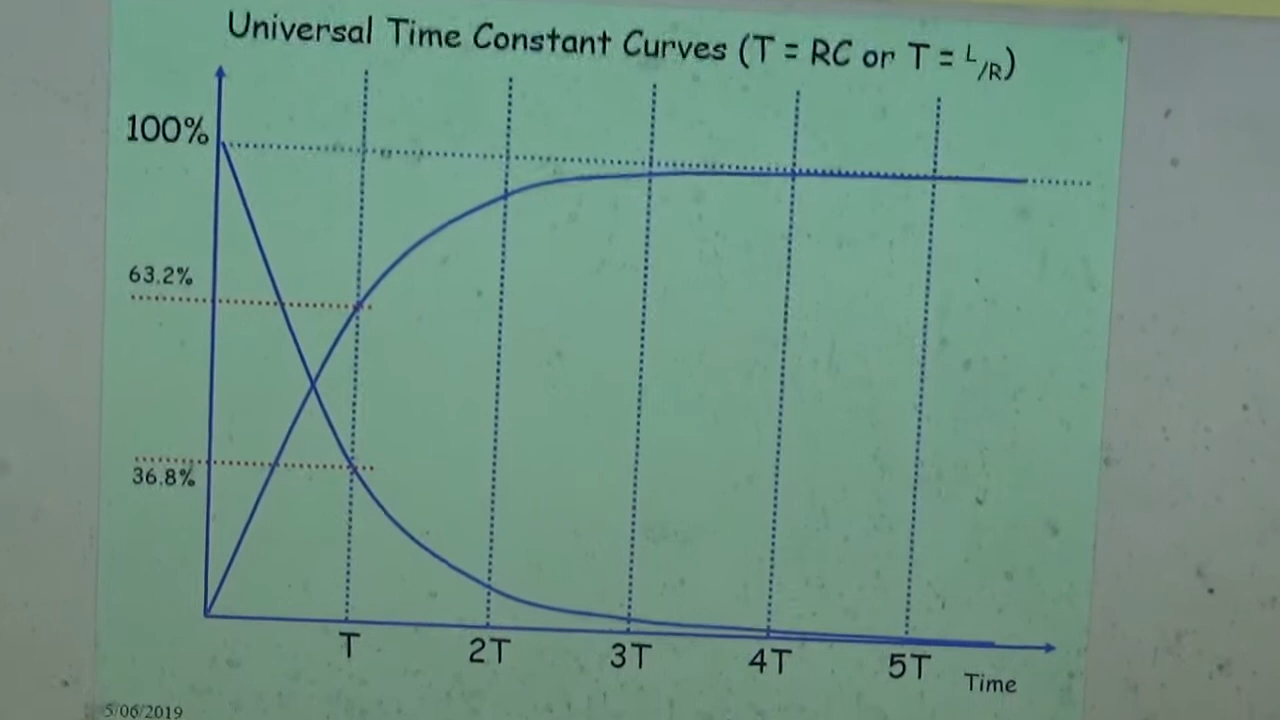 Universal Time Constant Curves (T = RC or T = L/R)
100%
63.2%
36.8%
T 2T 3T 4T 5T
Time
5/06/2019